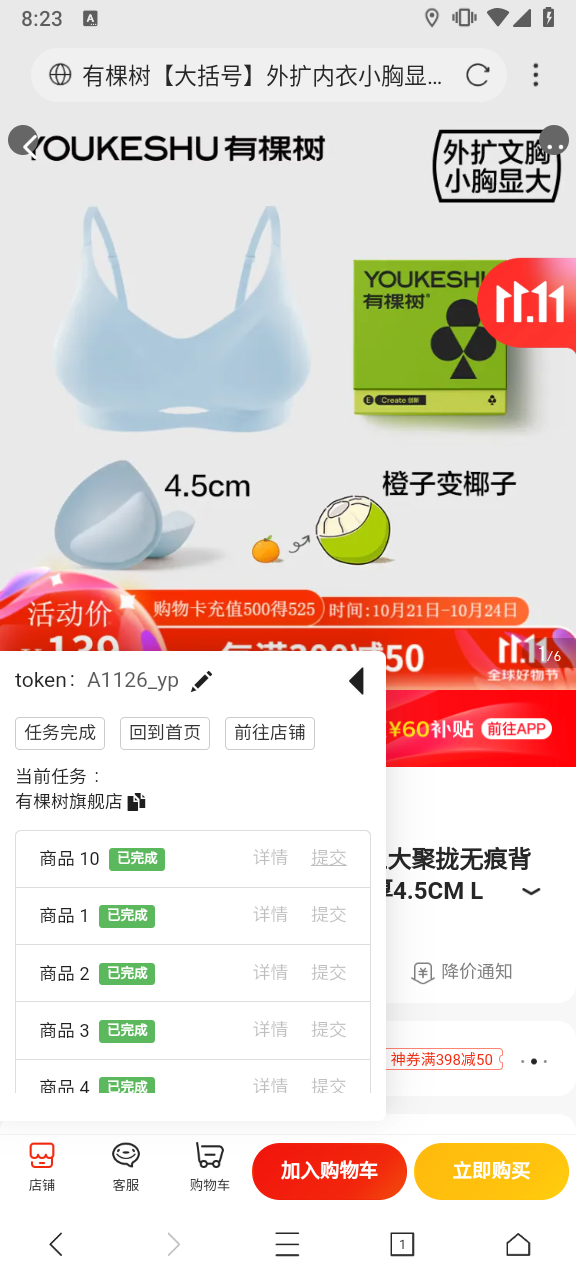 8:23
有棵树【大括号】外扩内衣小胸显...
YOUKESHU 有棵树
外扩文胸
小胸显大
YOUKESHU
有棵树
11.11
Create
4.5cm
橙子变椰子
活动价
购物卡充值500得525
时间:10月21日-10月24日
¥139
每满300减50
11.11
1/6
全球好物节
token: A1126_yp
¥60补贴
前往APP
任务完成
回到首页
前往店铺
当前任务：
有棵树旗舰店
商品 10 已完成 详情 提交
大聚拢无痕背
商品 1 已完成 详情 提交
4.5CM L
商品 2 已完成 详情 提交
降价通知
商品 3 已完成 详情 提交
神券满398减50
商品 4 已完成 详情 提交
店铺
客服
购物车
加入购物车
立即购买
1